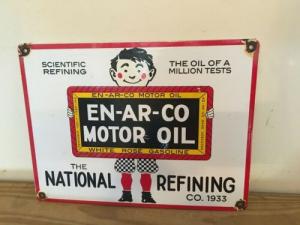 SCIENTIFIC
REFINING
THE OIL OF A
MILLION TESTS
EN-AR-CO MOTOR OIL
EN-AR-CO
MOTOR OIL
WHITE ROSE GASOLINE
THE
NATIONAL REFINING
CO. 1933